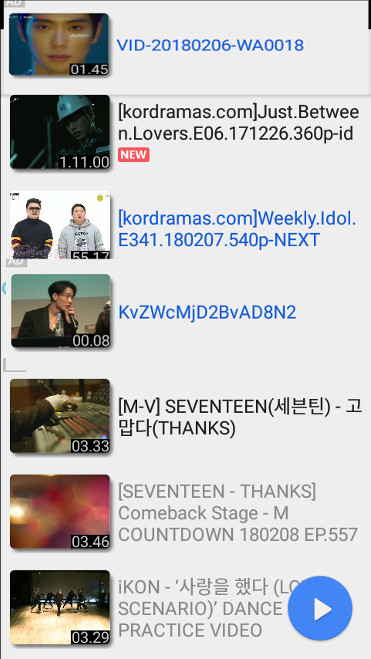 AD
VID-20180206-WA0018
01.45
[kordramas.com]Just.Betwee
n.Lovers.E06.171226.360p-id
NEW
1.11.00
[kordramas.com]Weekly.Idol.
E341.180207.540p-NEXT
55.17
AD
KvZWcMjD2BvAD8N2
00.08
[M-V] SEVENTEEN(세븐틴) - 고
맙다(THANKS)
03.33
[SEVENTEEN - THANKS]
Comeback Stage - M
COUNTDOWN 180208 EP.557
03.46
iKON - ‘사랑을 했다 (LO
SCENARIO)’ DANCE
PRACTICE VIDEO
03.29